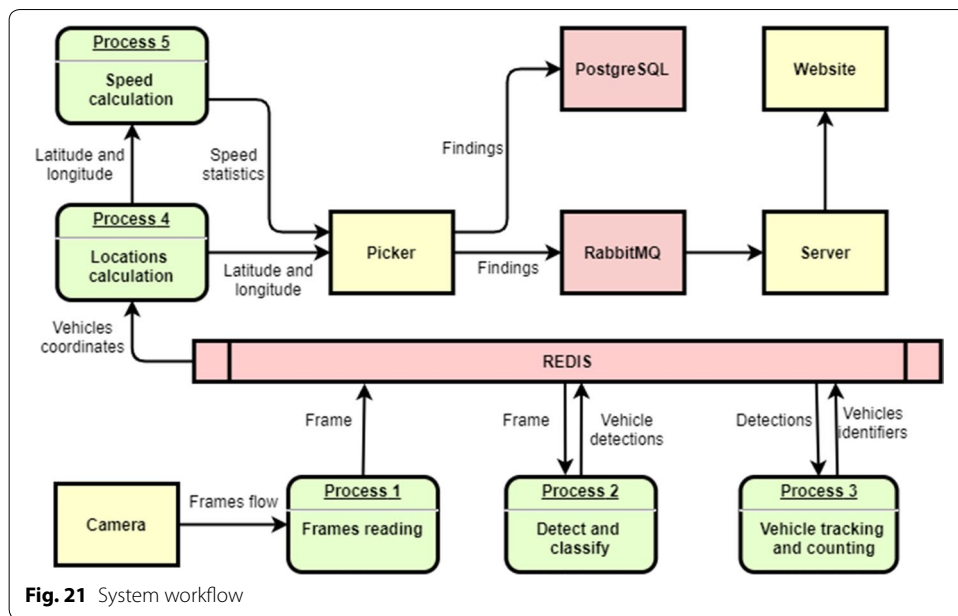 Process 5
Speed
calculation
PostgreSQL
Website
Latitude and
longitude
Speed
statistics
Findings
Process 4
Locations
calculation
Latitude and
longitude
Picker
Findings
RabbitMQ
Server
Vehicles
coordinates
REDIS
Frame
Frame
Vehicle
detections
Detections
Vehicles
identifiers
Camera
Frames flow
Process 1
Frames reading
Process 2
Detect and
classify
Process 3
Vehicle tracking
and counting
Fig. 21 System workflow